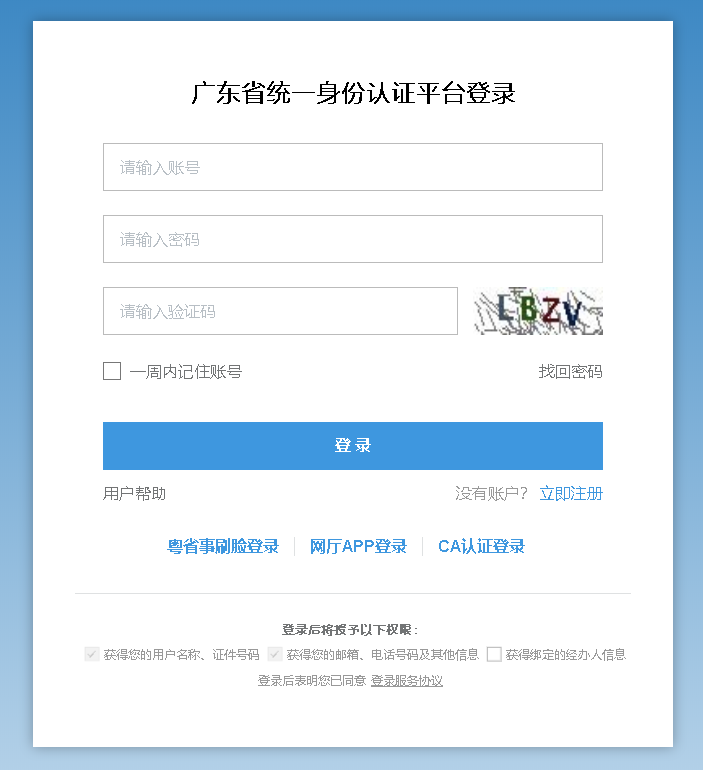 广东省统一身份认证平台登录
请输入账号
请输入密码
请输入验证码 LBZV
一周内记住账号 找回密码
登 录
用户帮助 没有账户? 立即注册
粤省事刷脸登录 网厅APP登录 CA认证登录
登录后将授予以下权限:
获得您的用户名称、证件号码 获得您的邮箱、电话号码及其他信息 获得绑定的经办人信息
登录后表明您已同意 登录服务协议